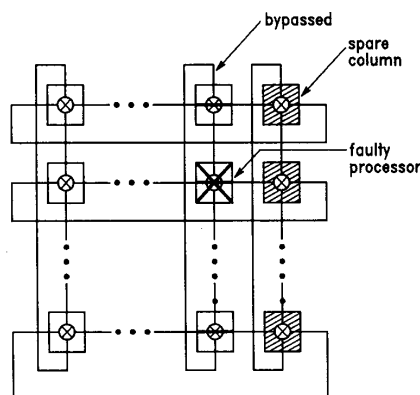 bypassed
spare
column
faulty
processor